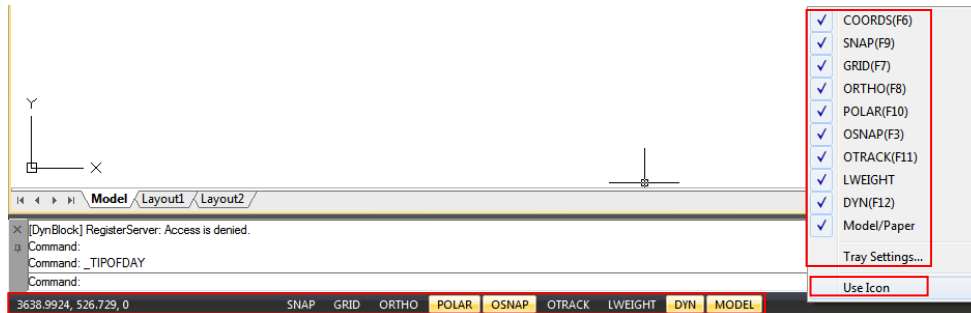 COORDS(F6)
SNAP(F9)
GRID(F7)
ORTHO(F8)
POLAR(F10)
OSNAP(F3)
OTRACK(F11)
LWEIGHT
DYN(F12)
Model/Paper
Tray Settings...
Use Icon
Y
X
Model Layout1 Layout2
[DynBlock] RegisterServer: Access is denied.
Command:
Command: _TIPOFDAY
Command:
3638.9924, 526.729, 0 SNAP GRID ORTHO POLAR OSNAP OTRACK LWEIGHT DYN MODEL